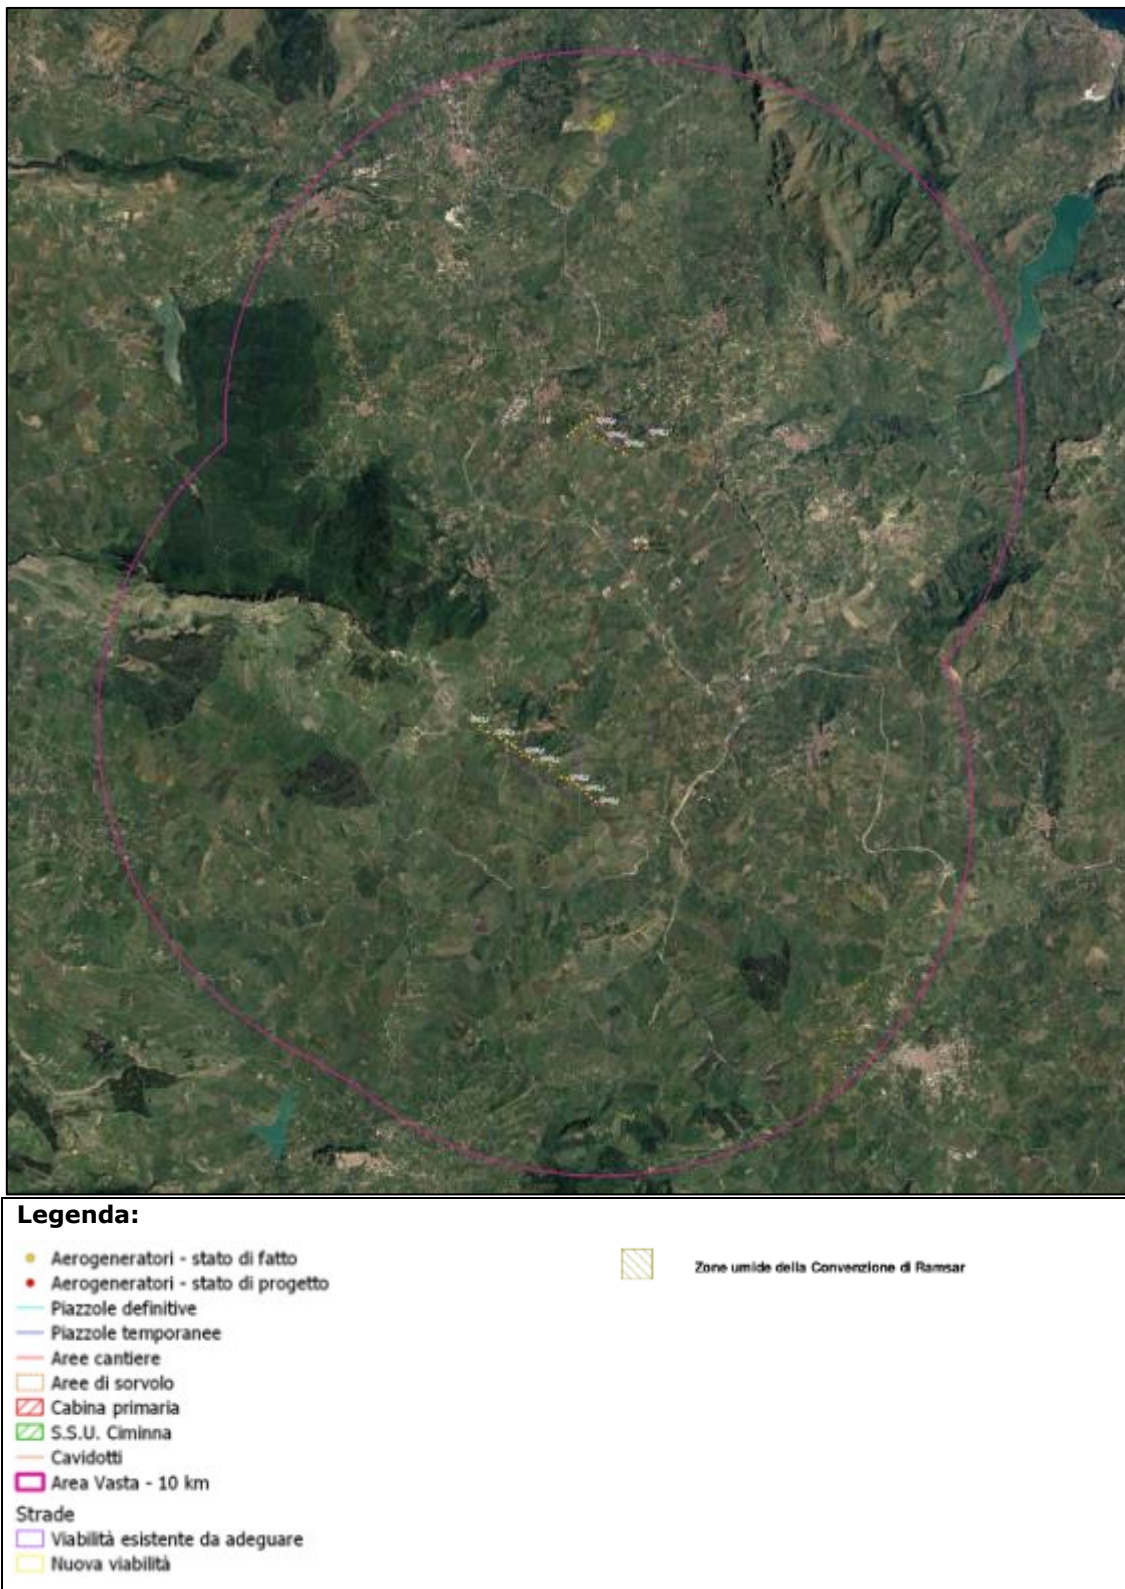 Legenda:
Aerogeneratori - stato di fatto
Aerogeneratori - stato di progetto
Piazzole definitive
Piazzole temporanee
Aree cantiere
Aree di sorvolo
Cabina primaria
S.S.U. Ciminna
Cavidotti
Area Vasta - 10 km
Strade
Viabilità esistente da adeguare
Nuova viabilità
Zone umide della Convenzione di Ramsar